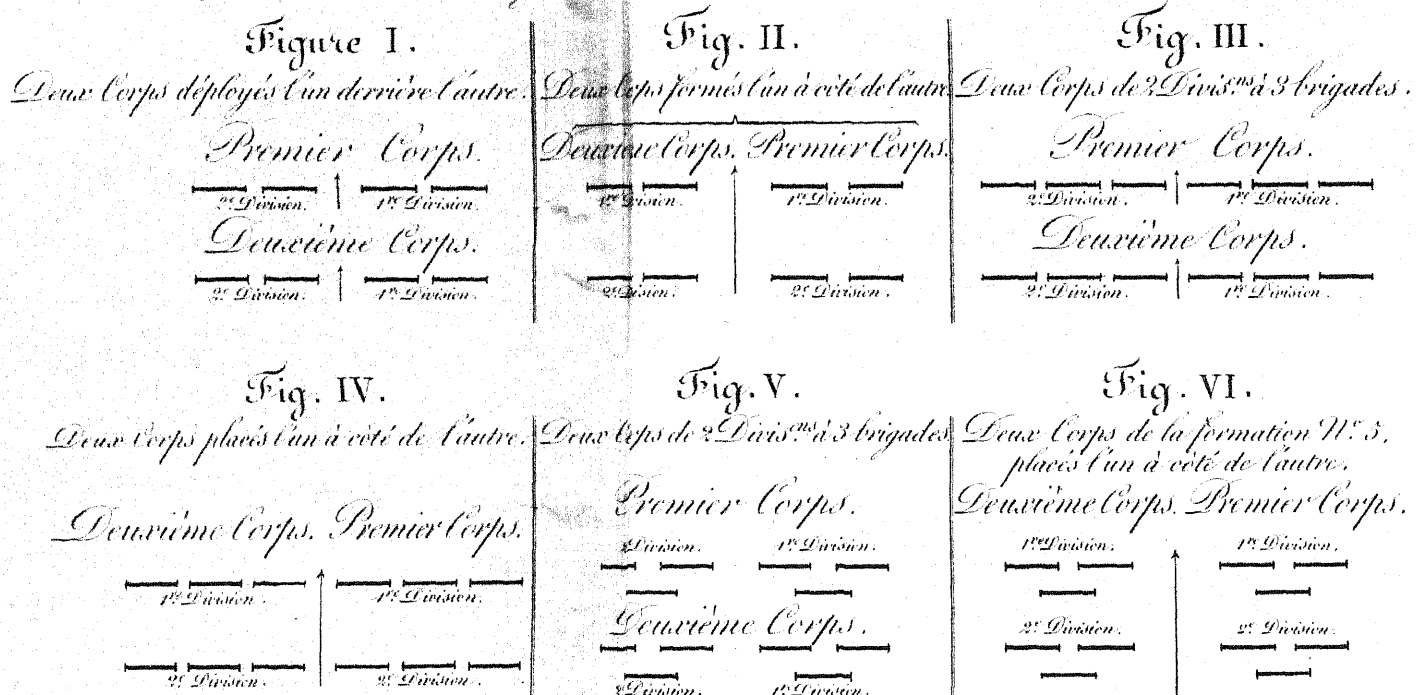 Figure I.
Deux Corps déployés l'un derrière l'autre.
Premier Corps.
2e Division. 1re Division.
Deuxième Corps.
2e Division. 1re Division.
Fig. II.
Deux Corps formés l'un à côté de l'autre
Deuxième Corps. Premier Corps.
1re Division. 1re Division.
2e Division. 2e Division.
Fig. III.
Deux Corps de 2 Divis.ons à 3 brigades.
Premier Corps.
2e Division. 1re Division.
Deuxième Corps.
2e Division. 1re Division.
Fig. IV.
Deux Corps placés l'un à côté de l'autre.
Deuxième Corps. Premier Corps.
1re Division. 1re Division.
2e Division. 2e Division.
Fig. V.
Deux Corps de 2 Divis.ons à 3 brigades
Premier Corps.
2e Division. 1re Division.
Deuxième Corps.
2e Division. 1re Division.
Fig. VI.
Deux Corps de la formation No. 5,
placés l'un à côté de l'autre.
Deuxième Corps. Premier Corps.
1re Division. 1re Division.
2e Division. 2e Division.